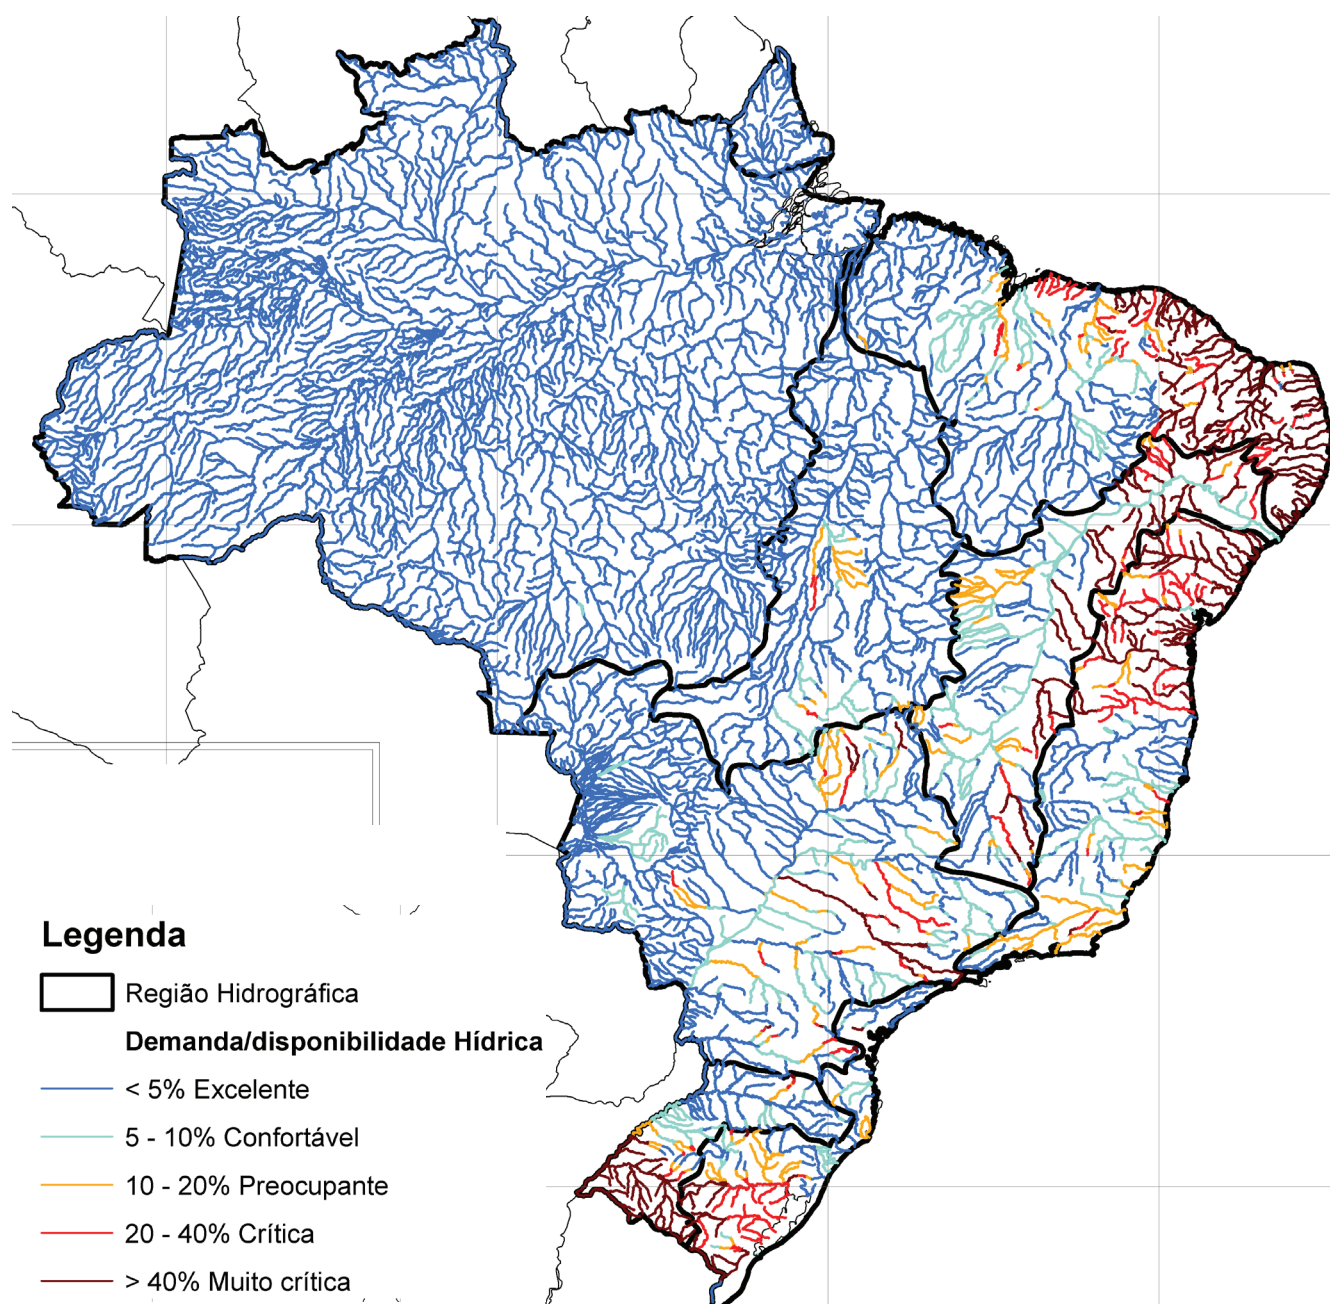 Legenda
Região Hidrográfica
Demanda/disponibilidade Hídrica
< 5% Excelente
5 - 10% Confortável
10 - 20% Preocupante
20 - 40% Crítica
> 40% Muito crítica